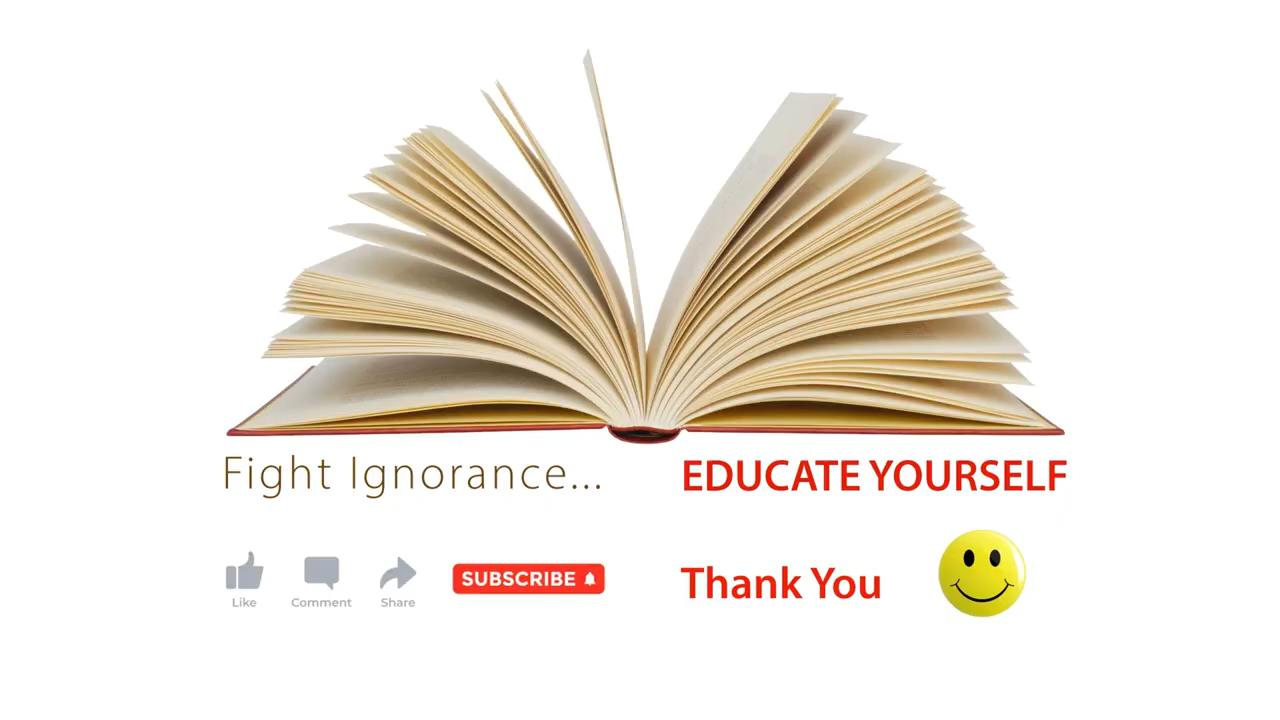 Fight Ignorance...
EDUCATE YOURSELF
Like
Comment
Share
SUBSCRIBE
Thank You